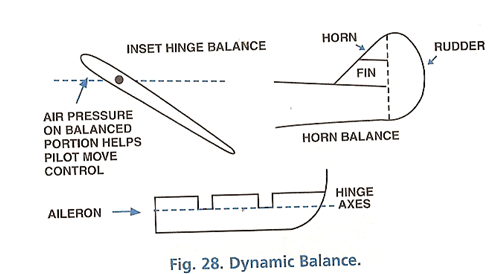 INSET HINGE BALANCE
AIR PRESSURE
ON BALANCED
PORTION HELPS
PILOT MOVE
CONTROL
HORN
FIN
RUDDER
HORN BALANCE
AILERON
HINGE
AXES
Fig. 28. Dynamic Balance.